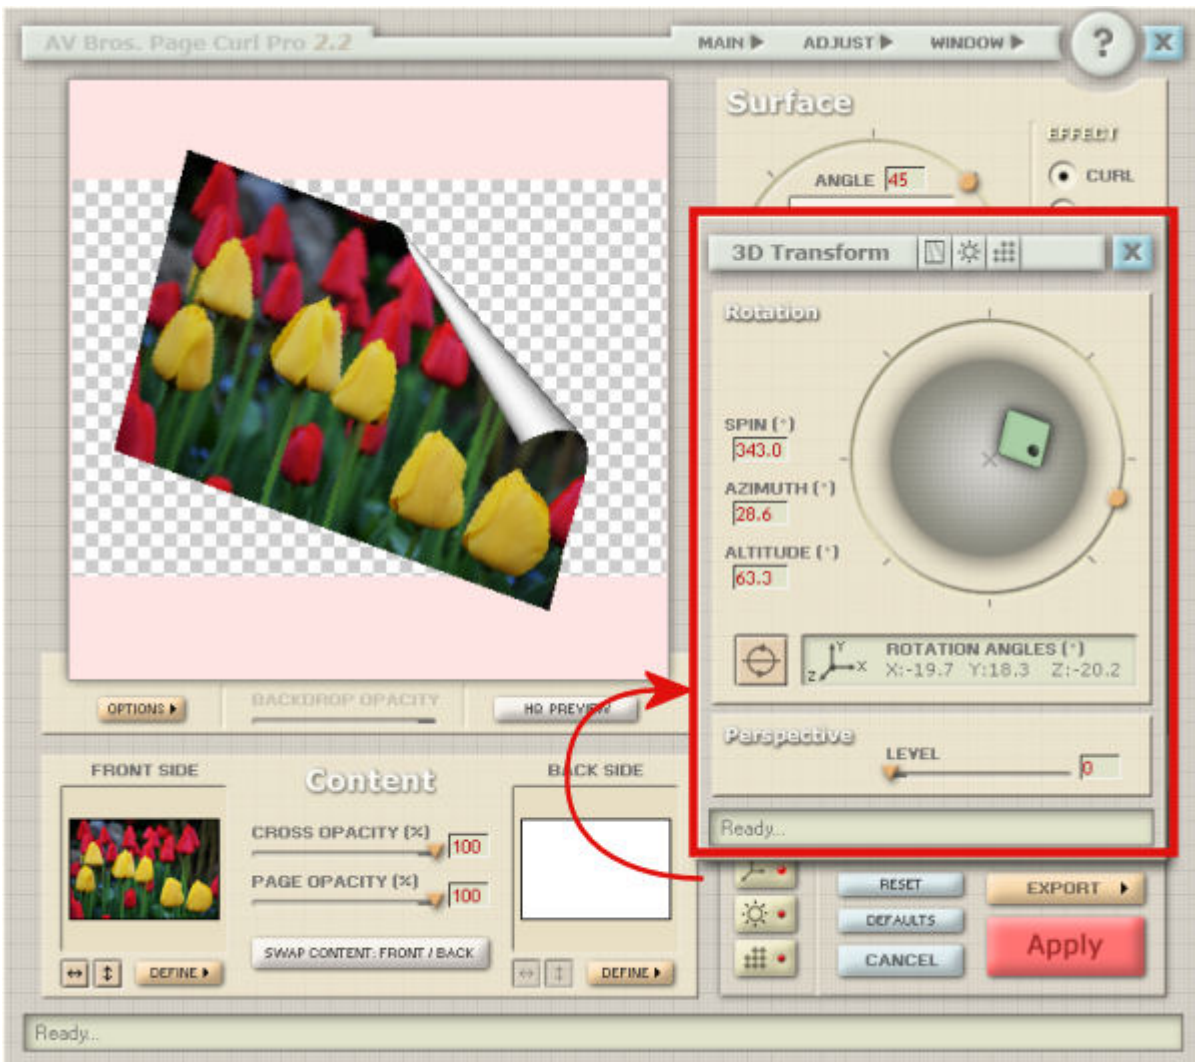 AV Bros. Page Curl Pro 2.2
MAIN ADJUST WINDOW ? X
Surface
EFFECT
ANGLE 45
CURL
3D Transform X
Rotation
SPIN (°)
343.0
AZIMUTH (°)
28.6
ALTITUDE (°)
63.3
Y
Z X
ROTATION ANGLES (°)
X:-19.7 Y:18.3 Z:-20.2
Perspective
LEVEL
0
Ready...
OPTIONS
BACKDROP OPACITY
HQ PREVIEW
FRONT SIDE
Content
BACK SIDE
CROSS OPACITY (%)
100
PAGE OPACITY (%)
100
SWAP CONTENT: FRONT / BACK
DEFINE
DEFINE
RESET
DEFAULTS
CANCEL
EXPORT
Apply
Ready...